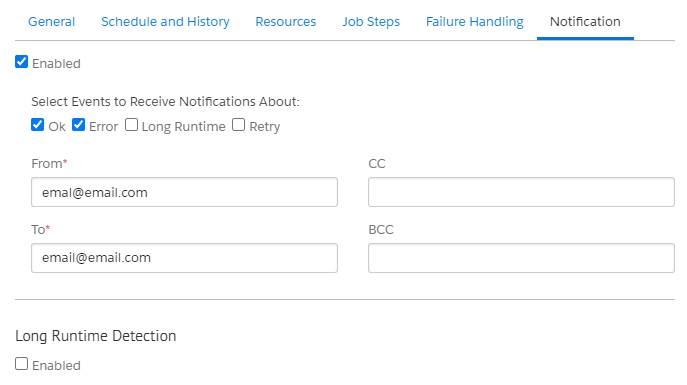 General Schedule and History Resources Job Steps Failure Handling Notification
Enabled
Select Events to Receive Notifications About:
Ok Error Long Runtime Retry
From* CC
emal@email.com
To* BCC
email@email.com
Long Runtime Detection
Enabled